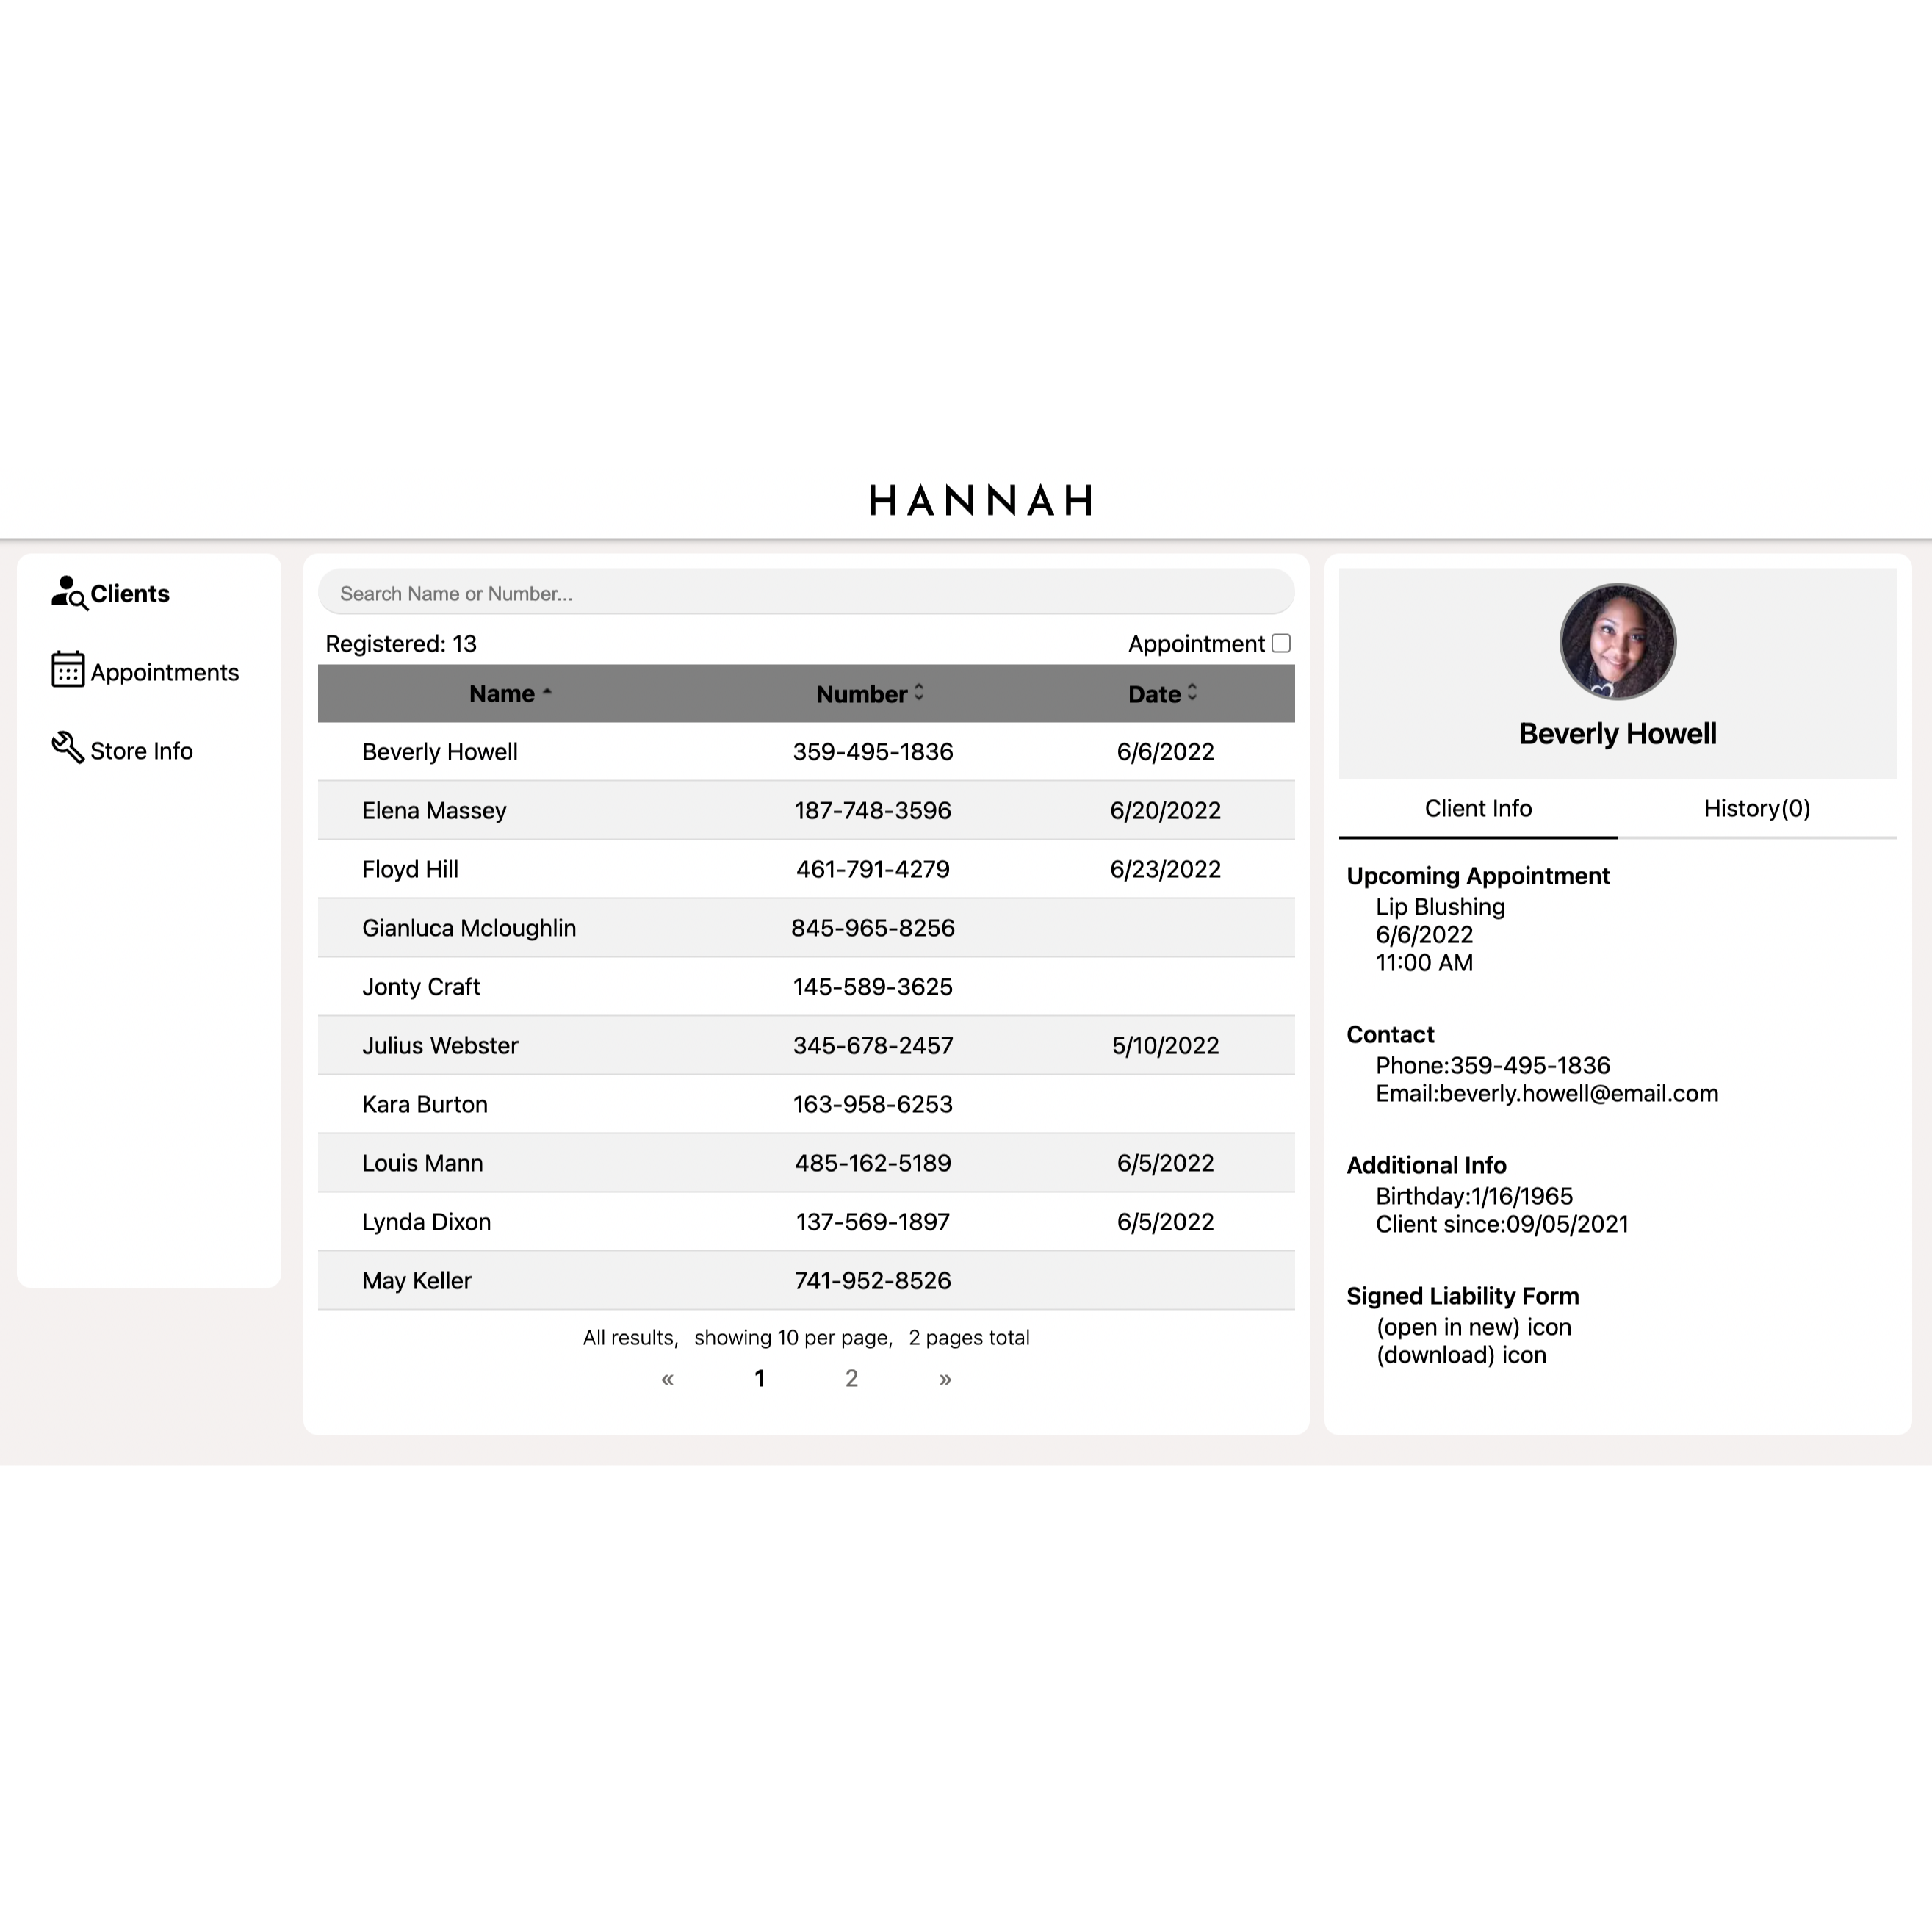 HANNAH
Clients
Appointments
Store Info
Search Name or Number...
Registered: 13 Appointment
Name Number Date
Beverly Howell 359-495-1836 6/6/2022
Elena Massey 187-748-3596 6/20/2022
Floyd Hill 461-791-4279 6/23/2022
Gianluca Mcloughlin 845-965-8256
Jonty Craft 145-589-3625
Julius Webster 345-678-2457 5/10/2022
Kara Burton 163-958-6253
Louis Mann 485-162-5189 6/5/2022
Lynda Dixon 137-569-1897 6/5/2022
May Keller 741-952-8526
All results, showing 10 per page, 2 pages total
« 1 2 »
Beverly Howell
Client Info History(0)
Upcoming Appointment
Lip Blushing
6/6/2022
11:00 AM
Contact
Phone:359-495-1836
Email:beverly.howell@email.com
Additional Info
Birthday:1/16/1965
Client since:09/05/2021
Signed Liability Form
(open in new) icon
(download) icon